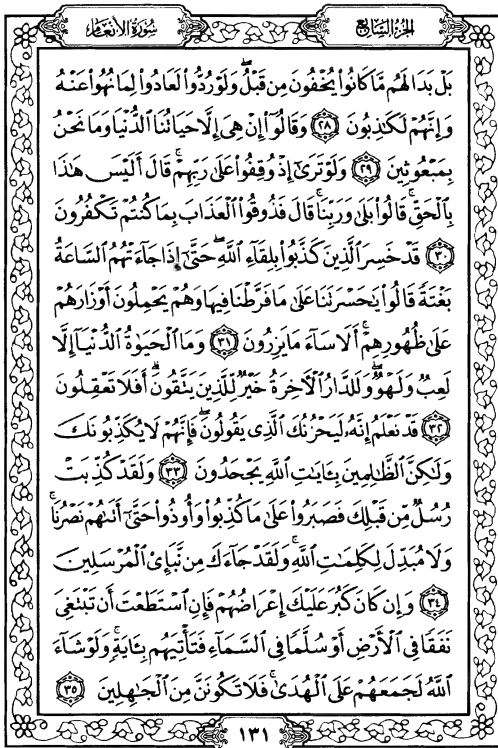 الجزء السابع
سورة الأنعام
بَلْ بَدَا لَهُم مَّا كَانُوا۟ يُخْفُونَ مِن قَبْلُ ۖ وَلَوْ رُدُّوا۟ لَعَادُوا۟ لِمَا نُهُوا۟ عَنْهُ
وَإِنَّهُمْ لَكَـٰذِبُونَ ﴿٢٨﴾ وَقَالُوٓا۟ إِنْ هِىَ إِلَّا حَيَاتُنَا ٱلدُّنْيَا وَمَا نَحْنُ
بِمَبْعُوثِينَ ﴿٢٩﴾ وَلَوْ تَرَىٰٓ إِذْ وُقِفُوا۟ عَلَىٰ رَبِّهِمْ ۚ قَالَ أَلَيْسَ هَـٰذَا
بِٱلْحَقِّ ۚ قَالُوا۟ بَلَىٰ وَرَبِّنَا ۚ قَالَ فَذُوقُوا۟ ٱلْعَذَابَ بِمَا كُنتُمْ تَكْفُرُونَ
﴿٣٠﴾ قَدْ خَسِرَ ٱلَّذِينَ كَذَّبُوا۟ بِلِقَآءِ ٱللَّهِ ۖ حَتَّىٰٓ إِذَا جَآءَتْهُمُ ٱلسَّاعَةُ
بَغْتَةً قَالُوا۟ يَـٰحَسْرَتَنَا عَلَىٰ مَا فَرَّطْنَا فِيهَا وَهُمْ يَحْمِلُونَ أَوْزَارَهُمْ
عَلَىٰ ظُهُورِهِمْ ۚ أَلَا سَآءَ مَا يَزِرُونَ ﴿٣١﴾ وَمَا ٱلْحَيَوٰةُ ٱلدُّنْيَآ إِلَّا
لَعِبٌ وَلَهْوٌ ۖ وَلَلدَّارُ ٱلْـَٔاخِرَةُ خَيْرٌ لِّلَّذِينَ يَتَّقُونَ ۗ أَفَلَا تَعْقِلُونَ
﴿٣٢﴾ قَدْ نَعْلَمُ إِنَّهُۥ لَيَحْزُنُكَ ٱلَّذِى يَقُولُونَ ۖ فَإِنَّهُمْ لَا يُكَذِّبُونَكَ
وَلَـٰكِنَّ ٱلظَّـٰلِمِينَ بِـَٔايَـٰتِ ٱللَّهِ يَجْحَدُونَ ﴿٣٣﴾ وَلَقَدْ كُذِّبَتْ
رُسُلٌ مِّن قَبْلِكَ فَصَبَرُوا۟ عَلَىٰ مَا كُذِّبُوا۟ وَأُوذُوا۟ حَتَّىٰٓ أَتَىٰهُمْ نَصْرُنَا ۚ
وَلَا مُبَدِّلَ لِكَلِمَـٰتِ ٱللَّهِ ۚ وَلَقَدْ جَآءَكَ مِن نَّبَإِى۟ ٱلْمُرْسَلِينَ
﴿٣٤﴾ وَإِن كَانَ كَبُرَ عَلَيْكَ إِعْرَاضُهُمْ فَإِنِ ٱسْتَطَعْتَ أَن تَبْتَغِىَ
نَفَقًا فِى ٱلْأَرْضِ أَوْ سُلَّمًا فِى ٱلسَّمَآءِ فَتَأْتِيَهُم بِـَٔايَةٍ ۚ وَلَوْ شَآءَ
ٱللَّهُ لَجَمَعَهُمْ عَلَى ٱلْهُدَىٰ ۚ فَلَا تَكُونَنَّ مِنَ ٱلْجَـٰهِلِينَ ﴿٣٥﴾
١٣١